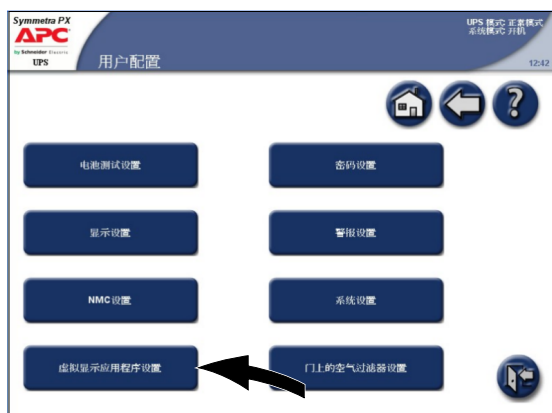 Symmetra PX
APC
by Schneider Electric
UPS
用户配置
UPS 模式: 正常模式
系统模式: 开机
12:42
电池测试设置
密码设置
显示设置
警报设置
NMC 设置
系统设置
虚拟显示应用程序设置
门上的空气过滤器设置